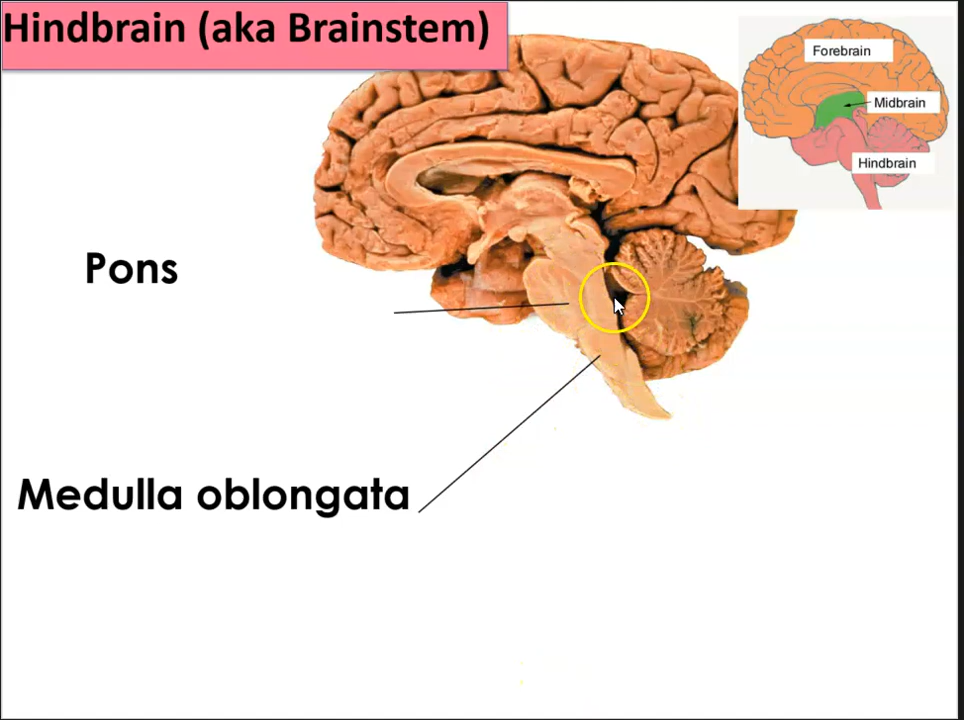 Hindbrain (aka Brainstem)
Forebrain
Midbrain
Hindbrain
Pons
Medulla oblongata